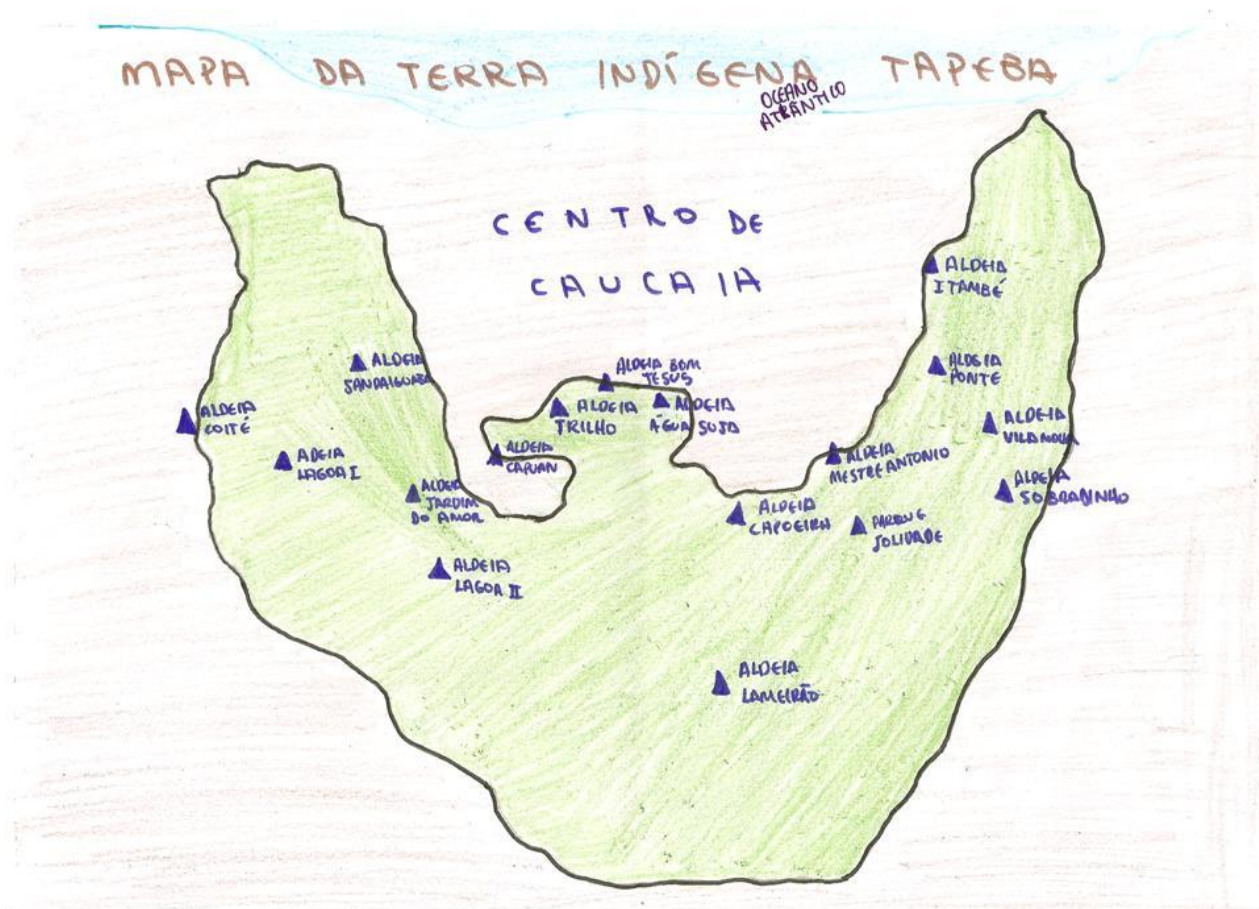 MAPA DA TERRA INDÍGENA TAPEBA
OCEANO
ATLÂNTICO
CENTRO DE
CAUCAIA
ALDEIA
ITAMBÉ
ALDEIA
ALDEIA BOM
JESUS
ALDEIA
PONTE
ALDEIA
COITÉ
ALDEIA
TRILHO
ALDEIA
ÁGUA SUJA
ALDEIA
VILA NOVA
ADEIA
LAGOA I
ALDEIA
CAPUAN
ALDEIA
MESTRE ANTONIO
ALDEIA
JARDIM
DO AMOR
ALDEIA
SOBRADINHO
ALDEIA
CAPOEIRA
PARQUE
SOLIDADE
ALDEIA
LAGOA II
ALDEIA
LAMEIRÃO